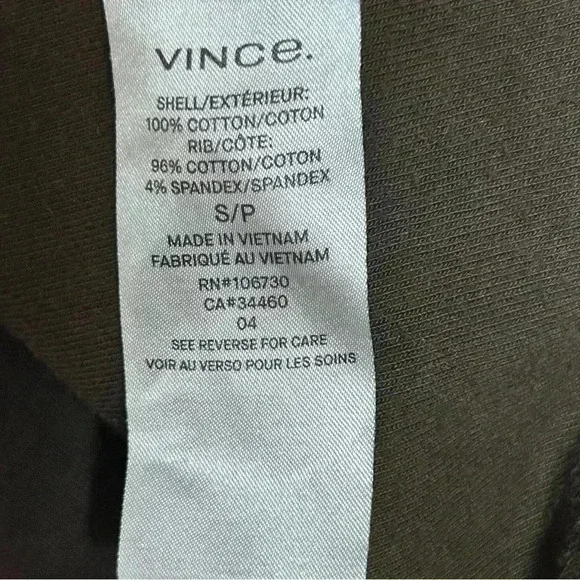 VINCE.
SHELL/EXTÉRIEUR:
100% COTTON/COTON
RIB/CÔTE:
96% COTTON/COTON
4% SPANDEX/SPANDEX
S/P
MADE IN VIETNAM
FABRIQUÉ AU VIETNAM
RN#106730
CA#34460
04
SEE REVERSE FOR CARE
VOIR AU VERSO POUR LES SOINS